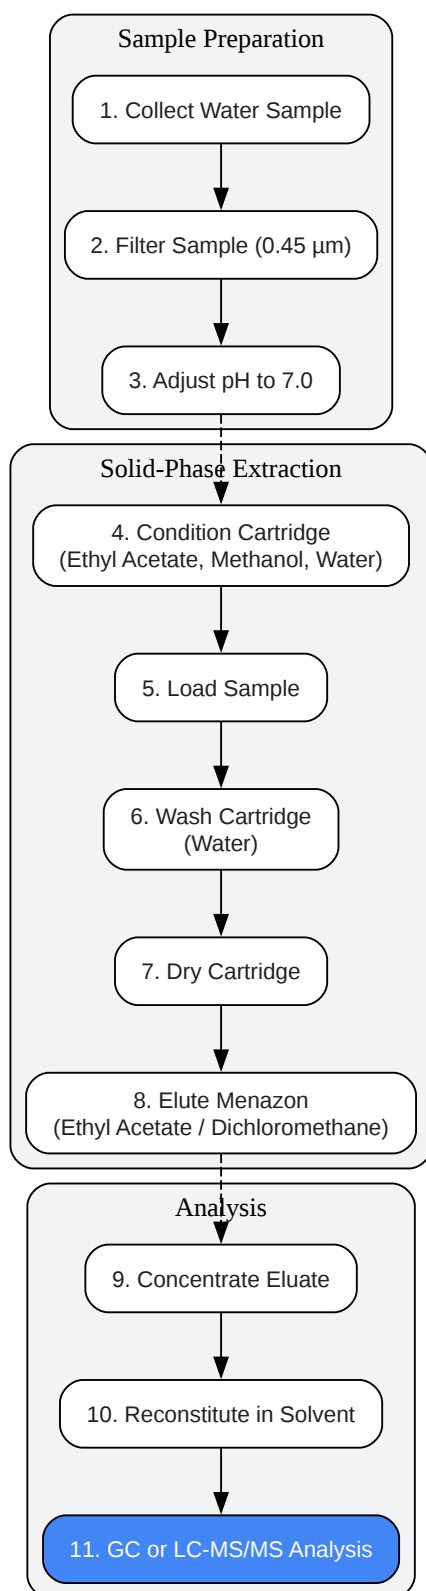 Sample Preparation
1. Collect Water Sample
2. Filter Sample (0.45 µm)
3. Adjust pH to 7.0
Solid-Phase Extraction
4. Condition Cartridge
(Ethyl Acetate, Methanol, Water)
5. Load Sample
6. Wash Cartridge
(Water)
7. Dry Cartridge
8. Elute Menazon
(Ethyl Acetate / Dichloromethane)
Analysis
9. Concentrate Eluate
10. Reconstitute in Solvent
11. GC or LC-MS/MS Analysis